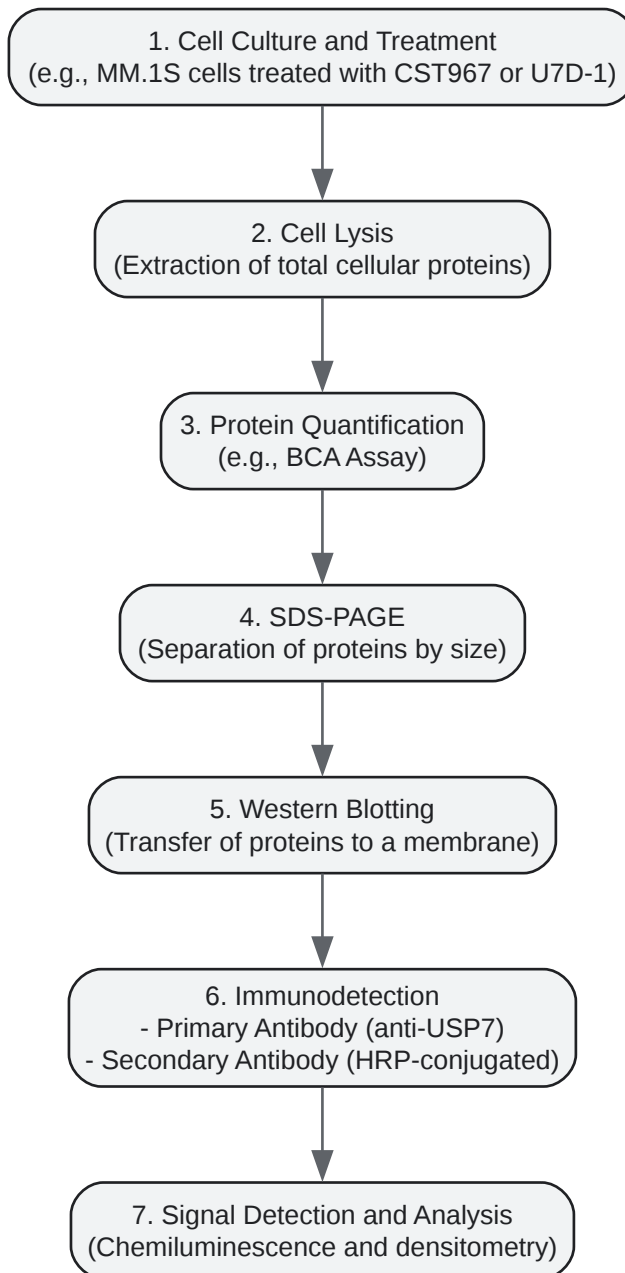 1. Cell Culture and Treatment
(e.g., MM.1S cells treated with CST967 or U7D-1)
2. Cell Lysis
(Extraction of total cellular proteins)
3. Protein Quantification
(e.g., BCA Assay)
4. SDS-PAGE
(Separation of proteins by size)
5. Western Blotting
(Transfer of proteins to a membrane)
6. Immunodetection
- Primary Antibody (anti-USP7)
- Secondary Antibody (HRP-conjugated)
7. Signal Detection and Analysis
(Chemiluminescence and densitometry)